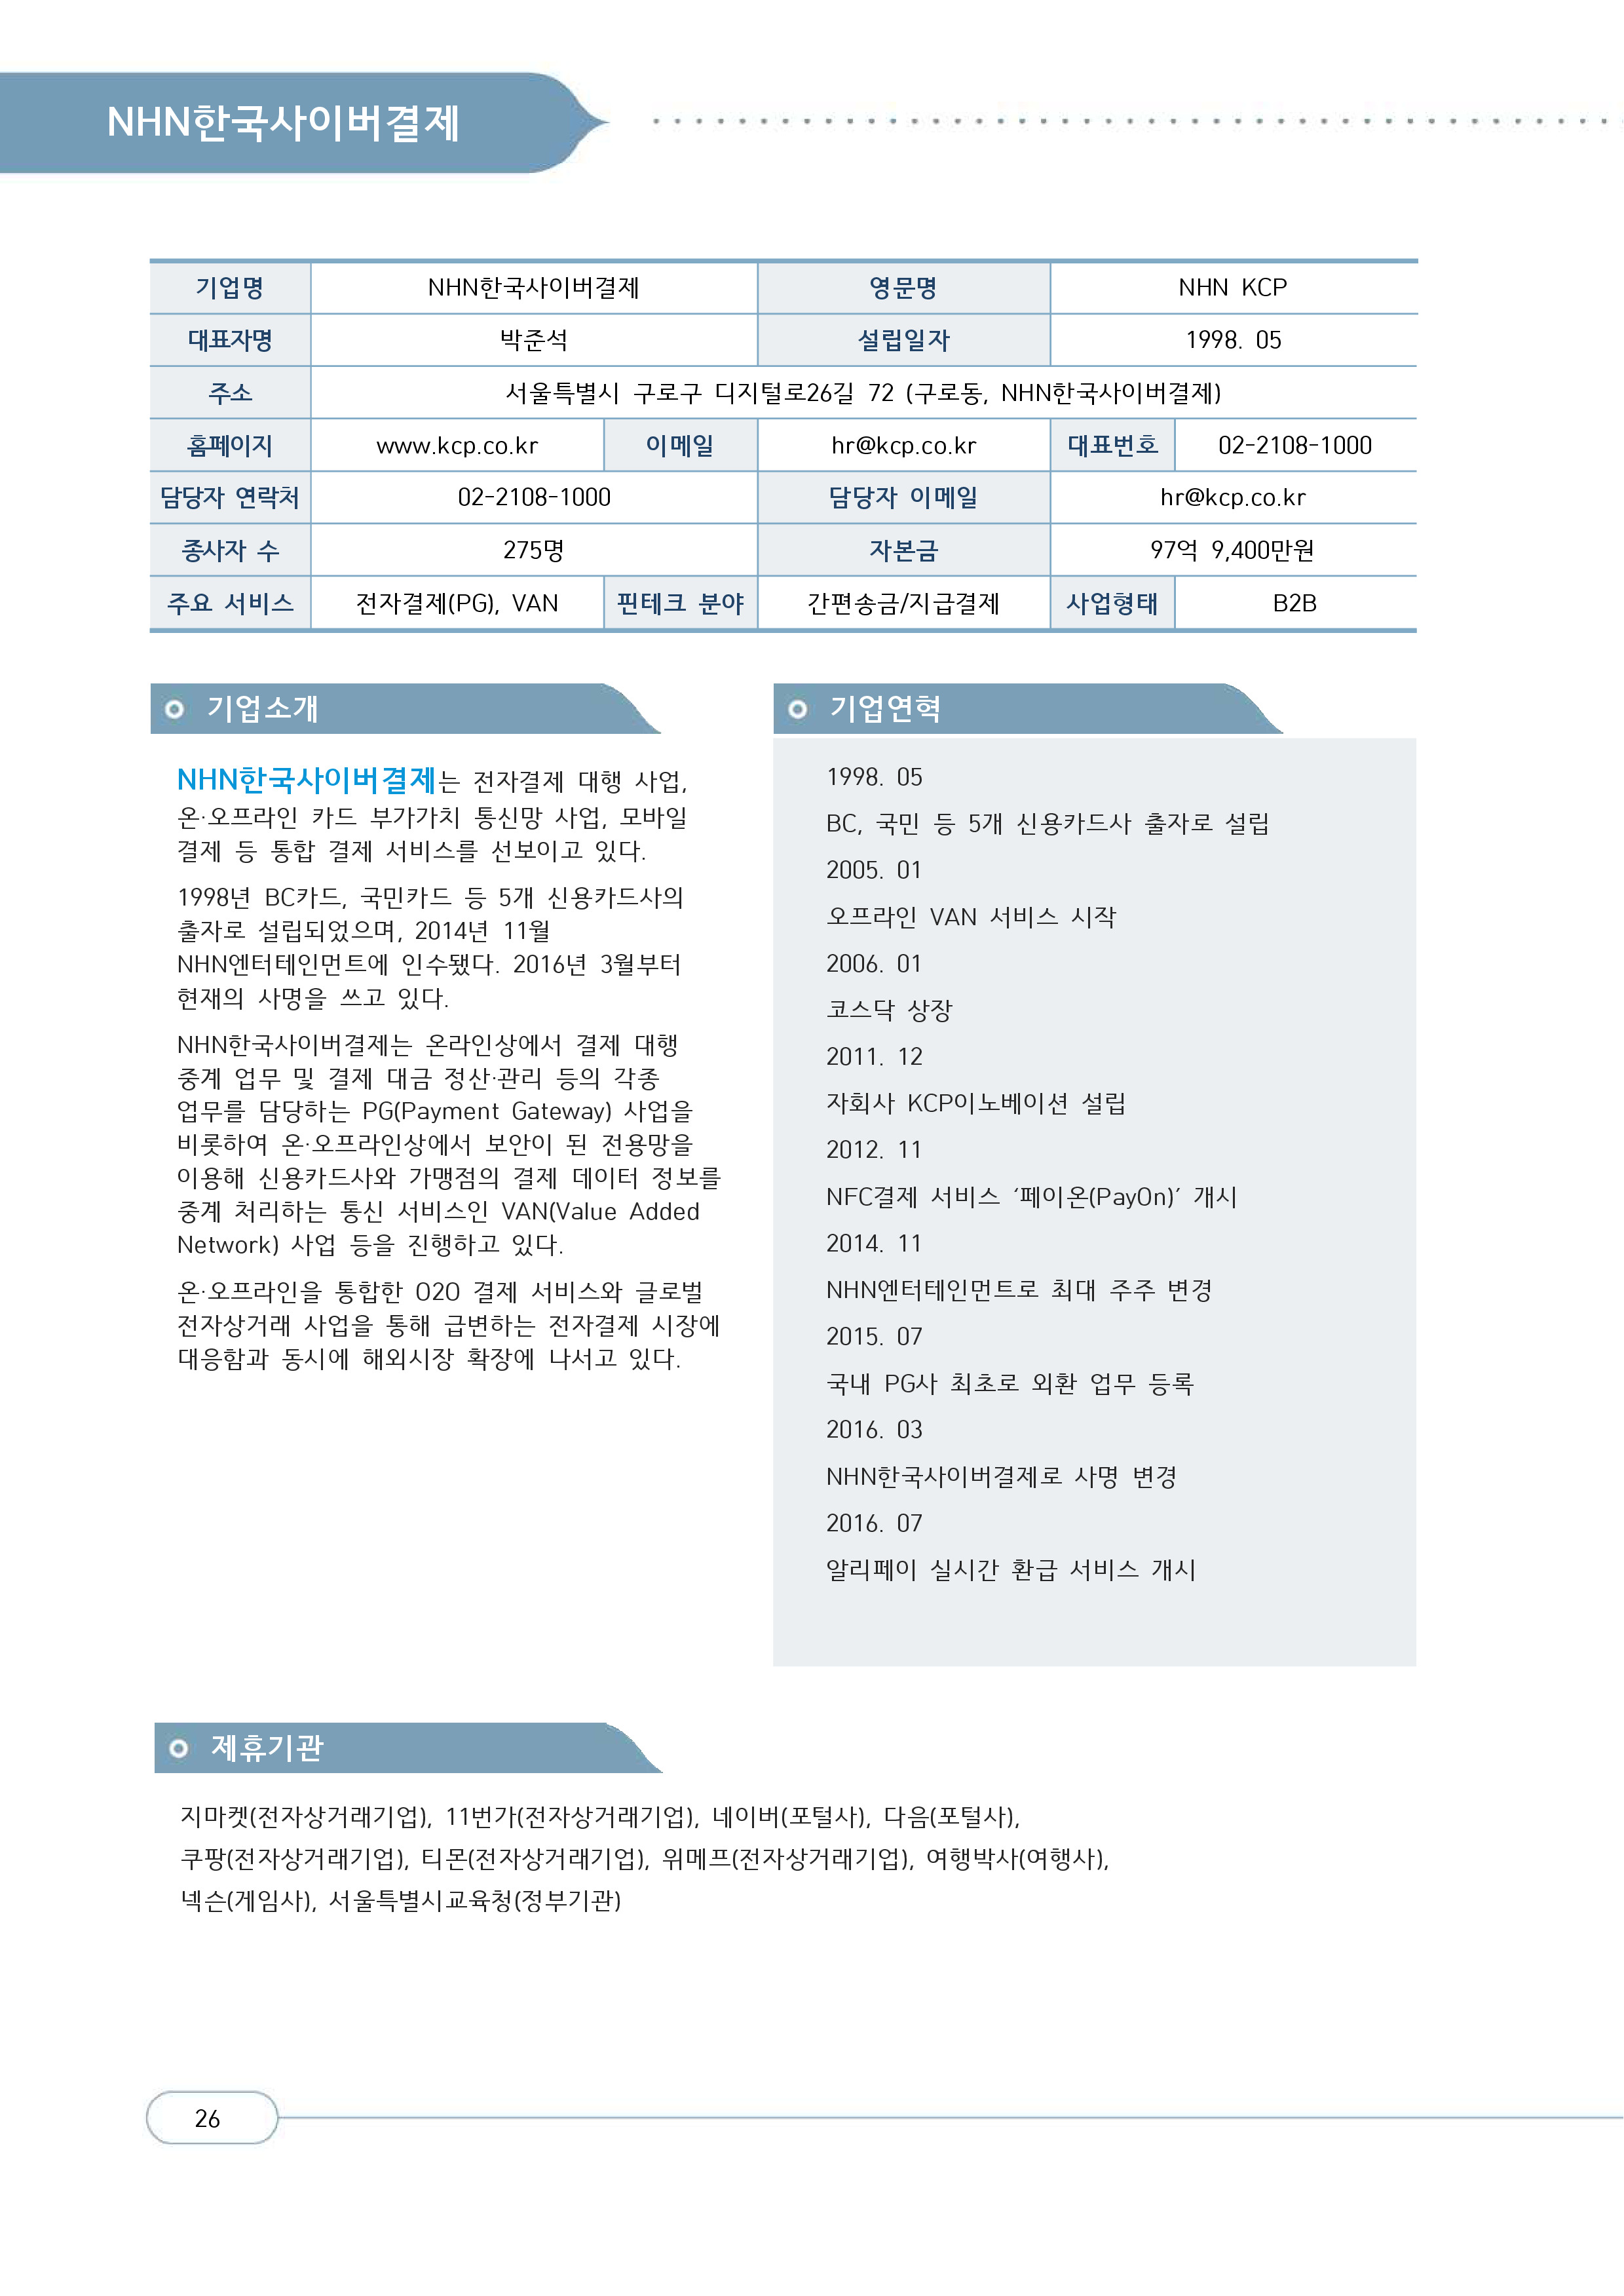 NHN한국사이버결제
기업명 NHN한국사이버결제 영문명 NHN KCP
대표자명 박준석 설립일자 1998. 05
주소 서울특별시 구로구 디지털로26길 72 (구로동, NHN한국사이버결제)
홈페이지 www.kcp.co.kr 이메일 hr@kcp.co.kr 대표번호 02-2108-1000
담당자 연락처 02-2108-1000 담당자 이메일 hr@kcp.co.kr
종사자 수 275명 자본금 97억 9,400만원
주요 서비스 전자결제(PG), VAN 핀테크 분야 간편송금/지급결제 사업형태 B2B
기업소개
NHN한국사이버결제는 전자결제 대행 사업,
온·오프라인 카드 부가가치 통신망 사업, 모바일
결제 등 통합 결제 서비스를 선보이고 있다.
1998년 BC카드, 국민카드 등 5개 신용카드사의
출자로 설립되었으며, 2014년 11월
NHN엔터테인먼트에 인수됐다. 2016년 3월부터
현재의 사명을 쓰고 있다.
NHN한국사이버결제는 온라인상에서 결제 대행
중계 업무 및 결제 대금 정산·관리 등의 각종
업무를 담당하는 PG(Payment Gateway) 사업을
비롯하여 온·오프라인상에서 보안이 된 전용망을
이용해 신용카드사와 가맹점의 결제 데이터 정보를
중계 처리하는 통신 서비스인 VAN(Value Added
Network) 사업 등을 진행하고 있다.
온·오프라인을 통합한 O2O 결제 서비스와 글로벌
전자상거래 사업을 통해 급변하는 전자결제 시장에
대응함과 동시에 해외시장 확장에 나서고 있다.
기업연혁
1998. 05
BC, 국민 등 5개 신용카드사 출자로 설립
2005. 01
오프라인 VAN 서비스 시작
2006. 01
코스닥 상장
2011. 12
자회사 KCP이노베이션 설립
2012. 11
NFC결제 서비스 ‘페이온(PayOn)’ 개시
2014. 11
NHN엔터테인먼트로 최대 주주 변경
2015. 07
국내 PG사 최초로 외환 업무 등록
2016. 03
NHN한국사이버결제로 사명 변경
2016. 07
알리페이 실시간 환급 서비스 개시
제휴기관
지마켓(전자상거래기업), 11번가(전자상거래기업), 네이버(포털사), 다음(포털사),
쿠팡(전자상거래기업), 티몬(전자상거래기업), 위메프(전자상거래기업), 여행박사(여행사),
넥슨(게임사), 서울특별시교육청(정부기관)
26